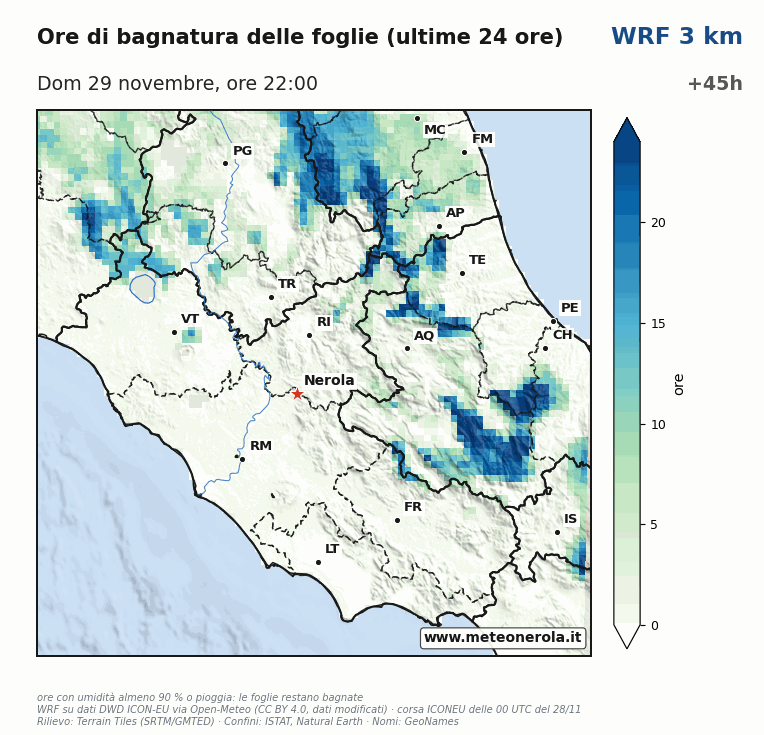 Ore di bagnatura delle foglie (ultime 24 ore)
WRF 3 km
Dom 29 novembre, ore 22:00
+45h
MC
FM
PG
AP
TE
TR
PE
VT
RI
AQ
CH
Nerola
RM
FR
IS
LT
www.meteonerola.it
20
15
10
5
0
ore
ore con umidità almeno 90 % o pioggia: le foglie restano bagnate
WRF su dati DWD ICON-EU via Open-Meteo (CC BY 4.0, dati modificati) · corsa ICONEU delle 00 UTC del 28/11
Rilievo: Terrain Tiles (SRTM/GMTED) · Confini: ISTAT, Natural Earth · Nomi: GeoNames